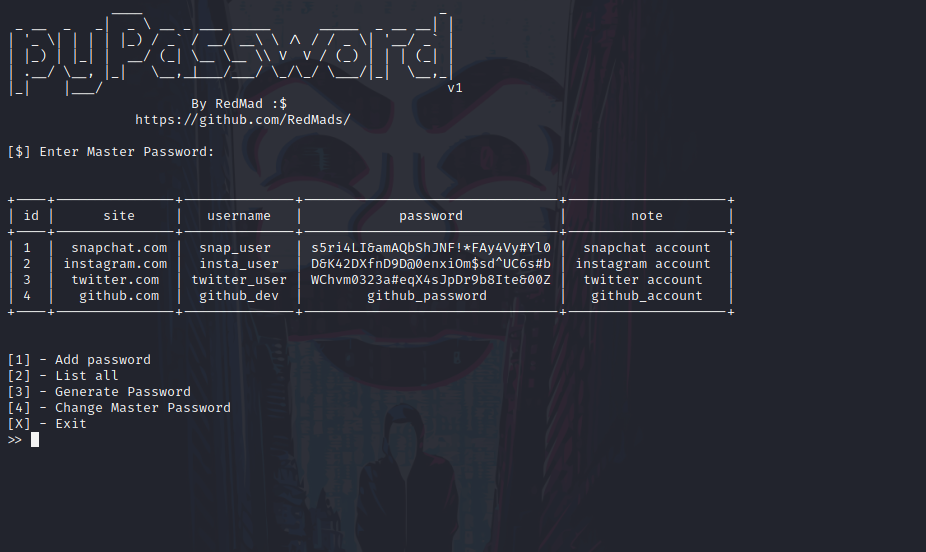 pyPassword
v1
By RedMad :$
https://github.com/RedMads/
[$] Enter Master Password:
id | site | username | password | note
1 | snapchat.com | snap_user | s5ri4LI&amAQbShJNF!*FAy4Vy#Yl0 | snapchat account
2 | instagram.com | insta_user | D&K42DXfnD9D@0enxiOm$sd^UC6s#b | instagram account
3 | twitter.com | twitter_user | WChvm0323a#eqX4sJpDr9b8Ite&00Z | twitter account
4 | github.com | github_dev | github_password | github_account
[1] - Add password
[2] - List all
[3] - Generate Password
[4] - Change Master Password
[X] - Exit
>>